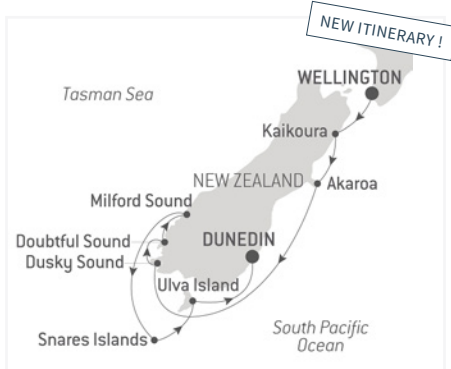 NEW ITINERARY !
WELLINGTON
Tasman Sea
Kaikoura
NEW ZEALAND
Akaroa
Milford Sound
Doubtful Sound
DUNEDIN
Dusky Sound
Ulva Island
Snares Islands
South Pacific
Ocean